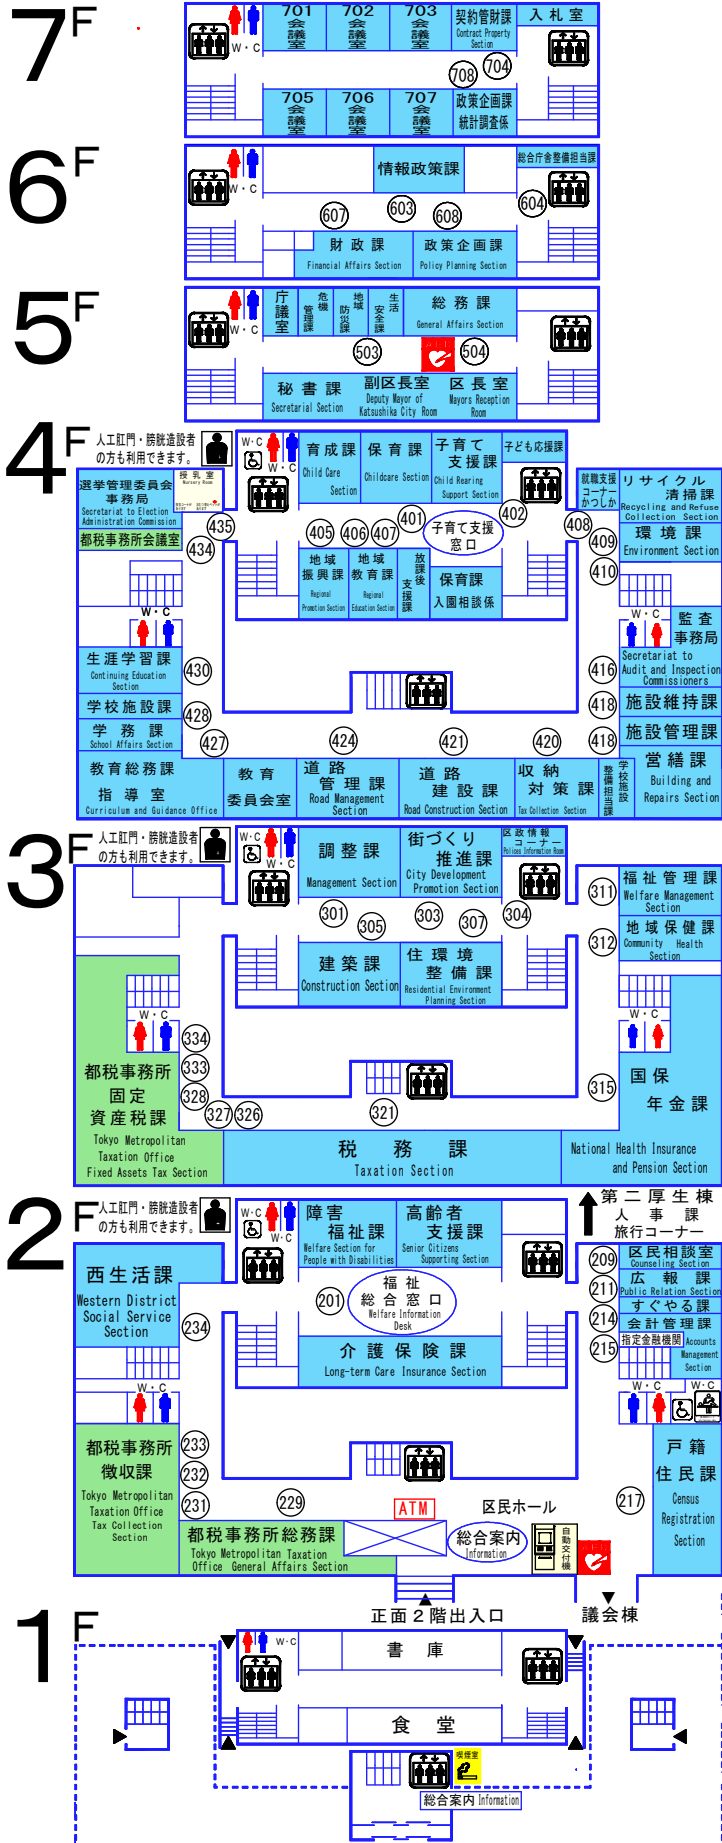 7F
W・C
701
会議室
702
会議室
703
会議室
契約管財課
Contract Property
Section
入札室
708
704
705
会議室
706
会議室
707
会議室
政策企画課
統計調査係
6F
W・C
情報政策課
総合庁舎整備担当課
607
603
608
604
財政課
Financial Affairs Section
政策企画課
Policy Planning Section
5F
W・C
庁議室
危機
管理課
地域
防災課
生活
安全課
総務課
General Affairs Section
503
504
秘書課
Secretarial Section
副区長室
Deputy Mayor of
Katsushika City Room
区長室
Mayors Reception
Room
4F
人工肛門・膀胱造設者
の方も利用できます。
W・C
育成課
Child Care
Section
保育課
Childcare Section
子育て
支援課
Child Rearing
Support Section
子ども応援課
選挙管理委員会
事務局
Secretariat to Election
Administration Commission
授乳室
Nursery Room
都税事務所会議室
435
434
405
406
407
401
402
子育て支援
窓口
408
409
410
就職支援
コーナー
かつしか
リサイクル
清掃課
Recycling and Refuse
Collection Section
環境課
Environment Section
地域
振興課
Regional
Promotion Section
地域
教育課
Regional
Education Section
放課後
支援課
保育課
入園相談係
W・C
W・C
監査
事務局
Secretariat to
Audit and Inspection
Commissioners
生涯学習課
Continuing Education
Section
430
416
学校施設課
428
418
施設維持課
学務課
School Affairs Section
427
424
421
420
418
施設管理課
教育総務課
指導室
Curriculum and Guidance Office
教育
委員会室
道路
管理課
Road Management
Section
道路
建設課
Road Construction Section
収納
対策課
Tax Collection Section
学校施設
整備担当課
営繕課
Building and
Repairs Section
3F
人工肛門・膀胱造設者
の方も利用できます。
W・C
調整課
Management Section
街づくり
推進課
City Development
Promotion Section
区政情報
コーナー
Polices Information Room
301
305
303
307
304
311
312
福祉管理課
Welfare Management
Section
地域保健課
Community Health
Section
建築課
Construction Section
住環境
整備課
Residential Environment
Planning Section
W・C
W・C
334
333
328
327
326
321
315
都税事務所
固定
資産税課
Tokyo Metropolitan
Taxation Office
Fixed Assets Tax Section
税務課
Taxation Section
国保
年金課
National Health Insurance
and Pension Section
2F
人工肛門・膀胱造設者
の方も利用できます。
W・C
障害
福祉課
Welfare Section for
People with Disabilities
高齢者
支援課
Senior Citizens
Supporting Section
第二厚生棟
人事課
旅行コーナー
西生活課
Western District
Social Service
Section
234
201
福祉
総合窓口
Welfare Information
Desk
209
211
214
215
区民相談室
Counseling Section
広報課
Public Relation Section
すぐやる課
会計管理課
指定金融機関
Accounts
Management
Section
介護保険課
Long-term Care Insurance Section
W・C
W・C
W・C
都税事務所
徴収課
Tokyo Metropolitan
Taxation Office
Tax Collection
Section
233
232
231
229
ATM
区民ホール
217
戸籍
住民課
Census
Registration
Section
都税事務所総務課
Tokyo Metropolitan Taxation
Office General Affairs Section
総合案内
Information
自動交付機
正面2階出入口
議会棟
1F
W・C
書庫
食堂
喫煙室
総合案内 Information